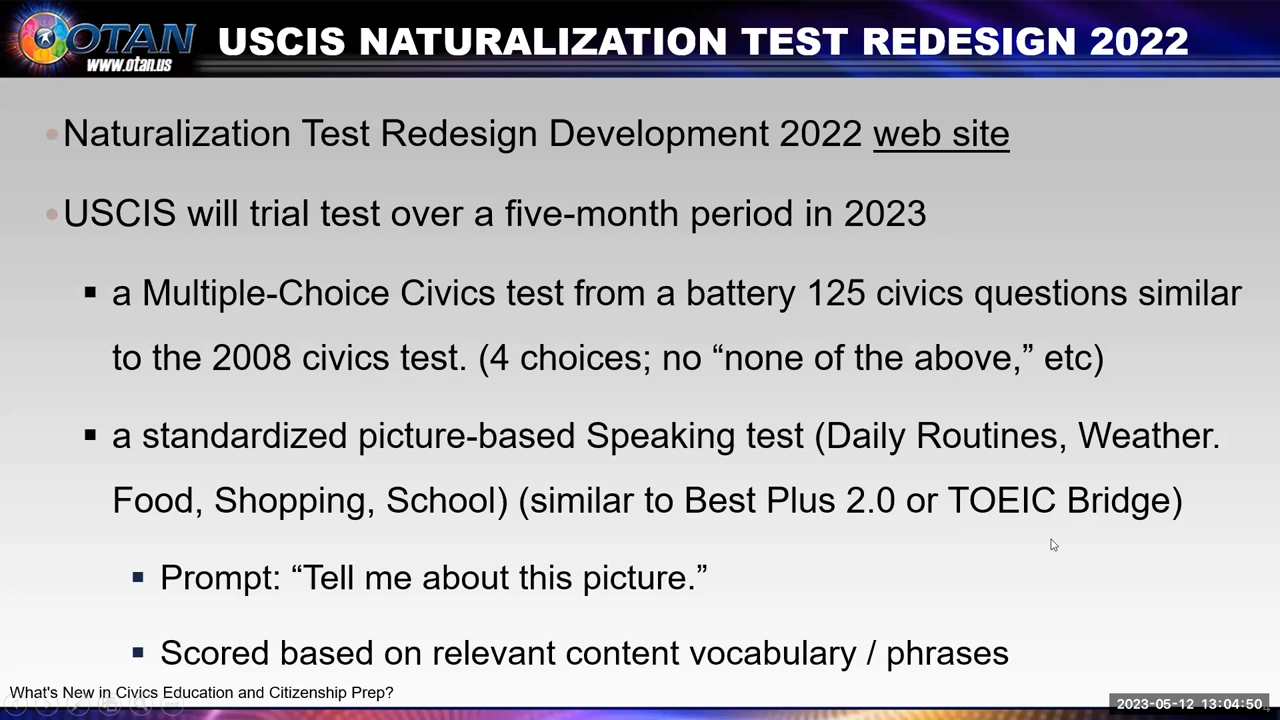 OTAN
www.otan.us
USCIS NATURALIZATION TEST REDESIGN 2022
•Naturalization Test Redesign Development 2022 web site
•USCIS will trial test over a five-month period in 2023
▪ a Multiple-Choice Civics test from a battery 125 civics questions similar
to the 2008 civics test. (4 choices; no “none of the above,” etc)
▪ a standardized picture-based Speaking test (Daily Routines, Weather.
Food, Shopping, School) (similar to Best Plus 2.0 or TOEIC Bridge)
▪ Prompt: “Tell me about this picture.”
▪ Scored based on relevant content vocabulary / phrases
What's New in Civics Education and Citizenship Prep?
2023-05-12 13:04:50